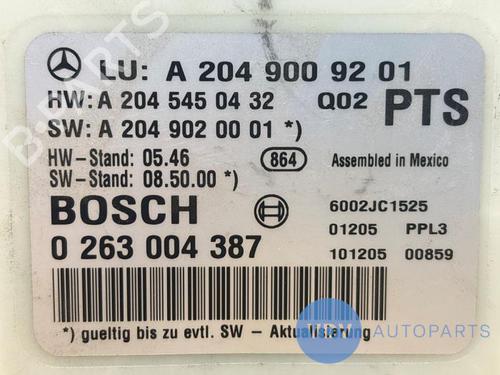 LU: A 204 900 92 01
HW: A 204 545 04 32 Q02 PTS
SW: A 204 902 00 01 *)
HW-Stand: 05.46 864 Assembled in Mexico
SW-Stand: 08.50.00 *)
BOSCH 6002JC1525
0 263 004 387 01205 PPL3
101205 00859
*) gueltig bis zu evtl. SW - Aktualisierung
AUTOPARTS
B-PARTS